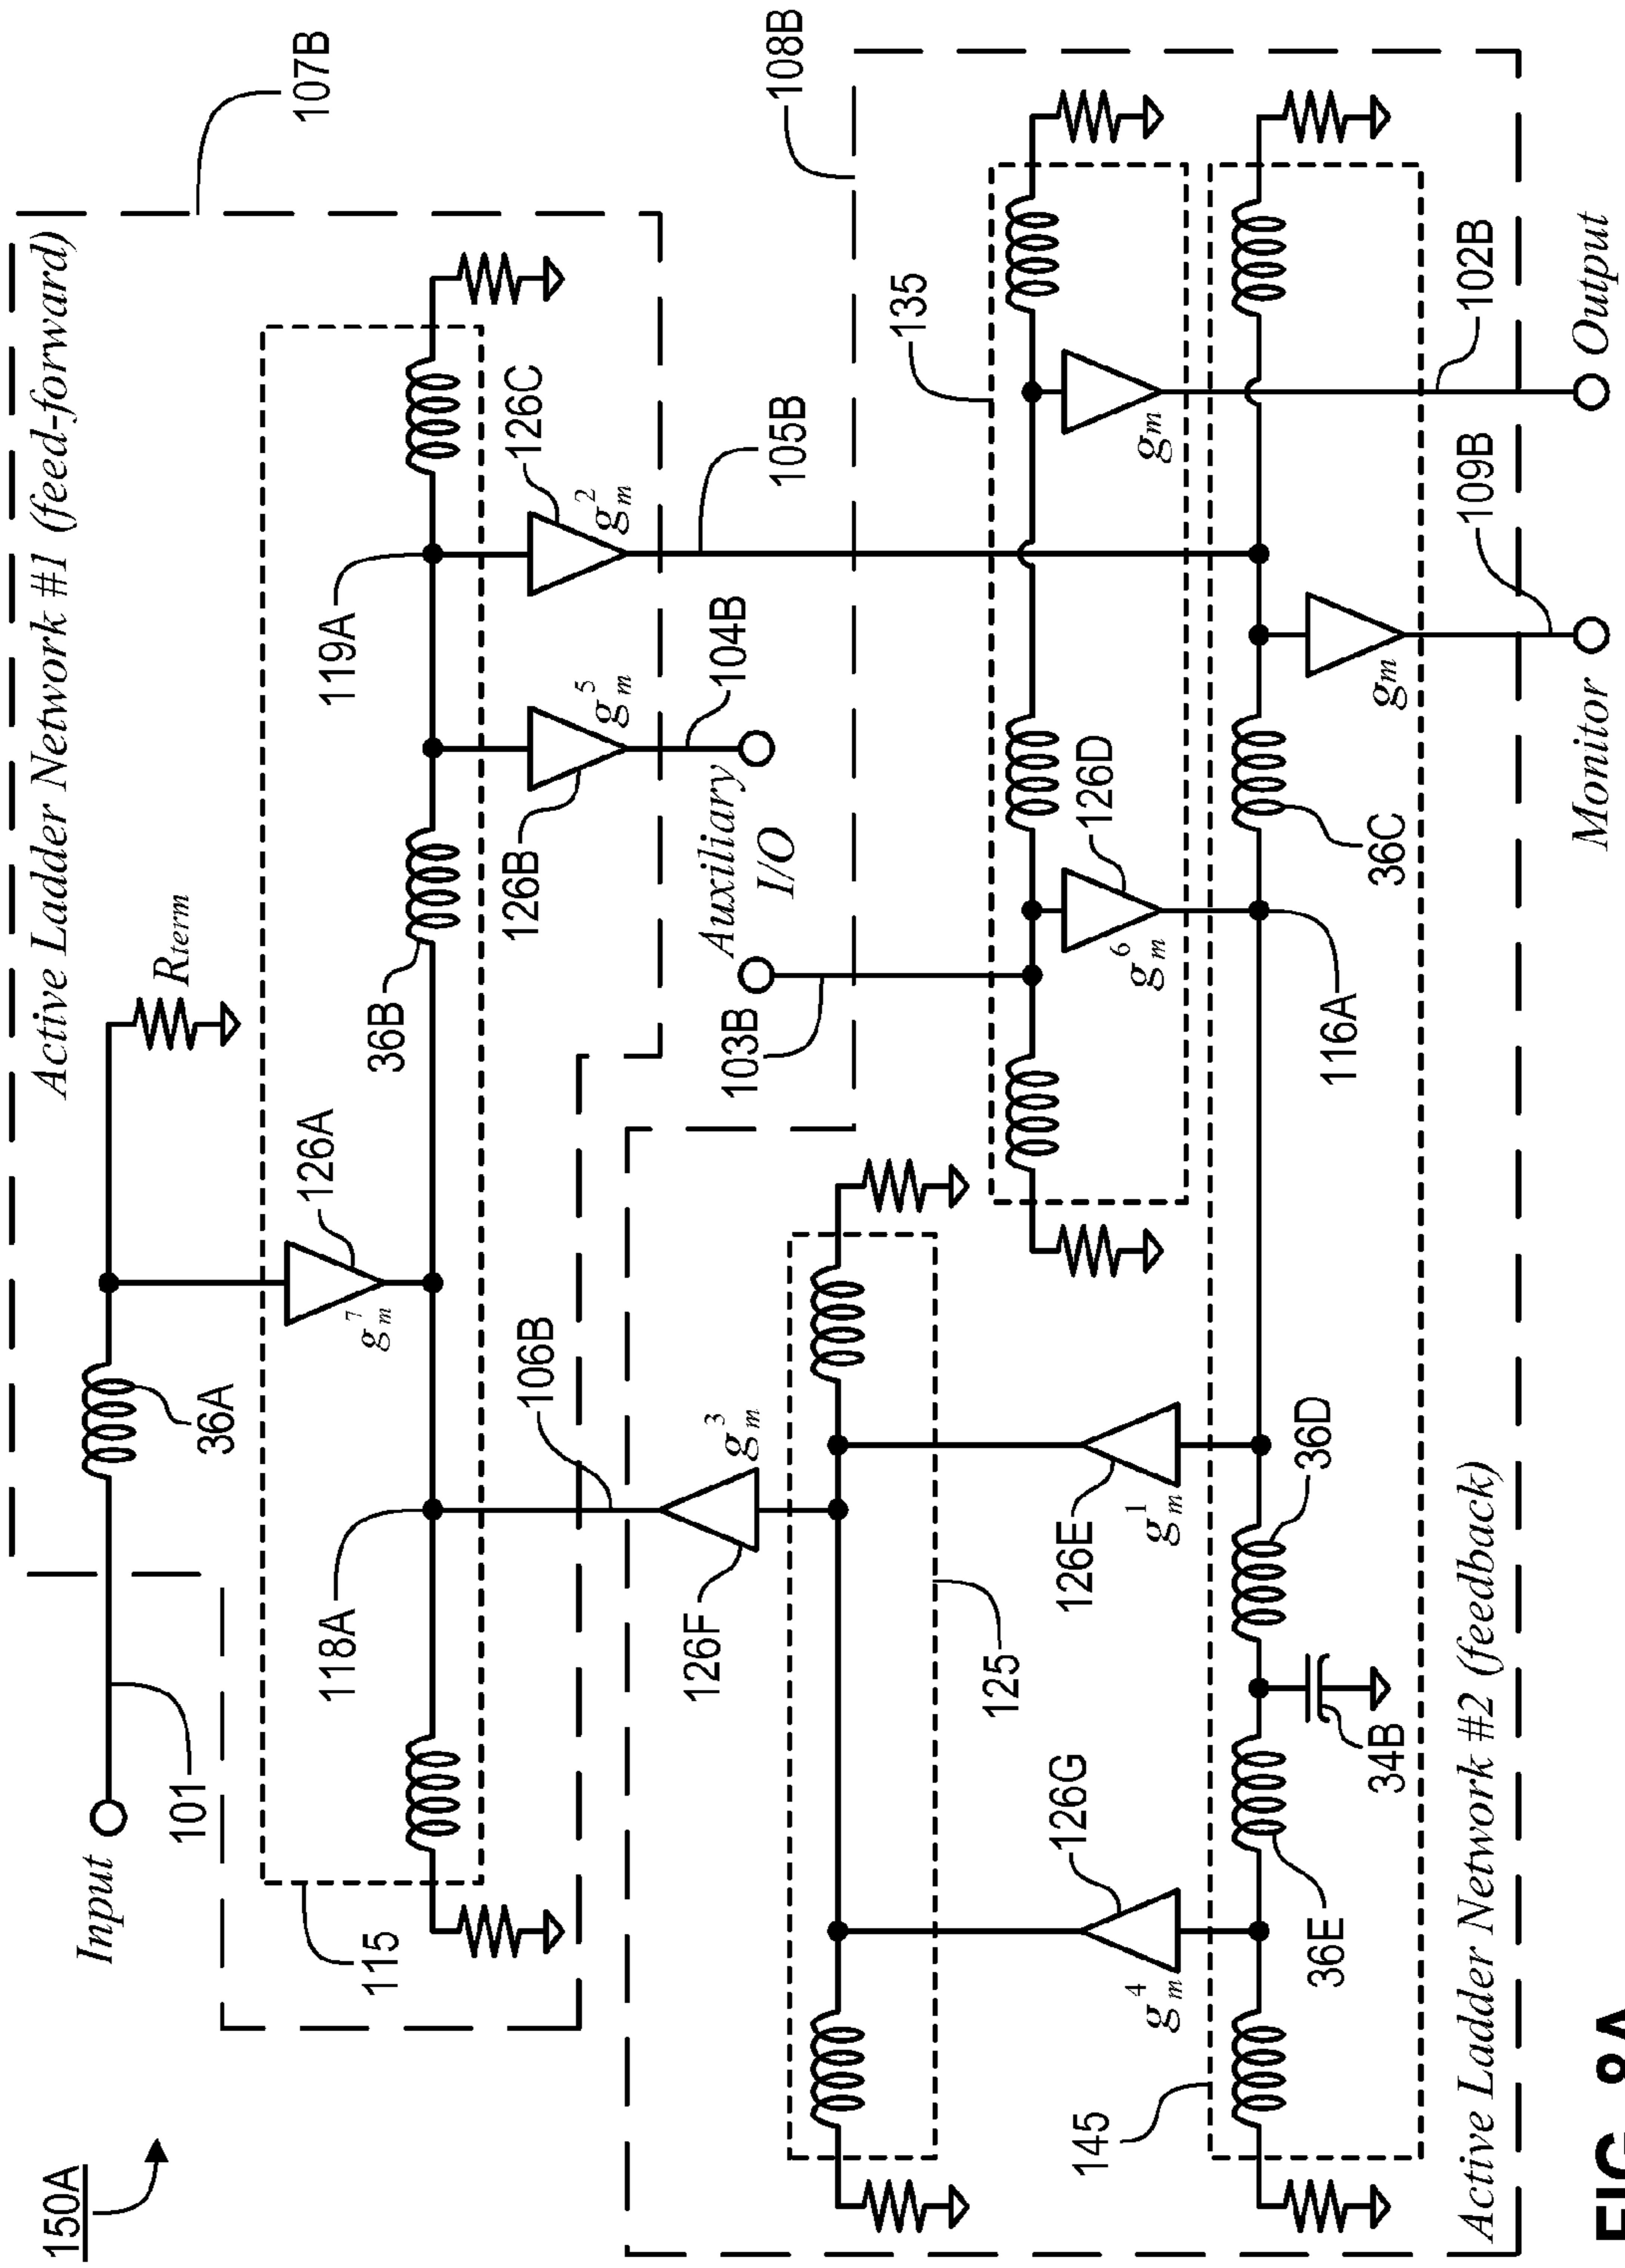 150A
Input
101
36A
Rterm
Active Ladder Network #1 (feed-forward)
107B
115
118A
g⁷ₘ
126A
36B
119A
126B
g⁵ₘ
126C
g²ₘ
106B
104B
105B
126F
g³ₘ
Auxiliary
I/O
103B
108B
125
135
126G
g⁴ₘ
126E
g¹ₘ
126D
g⁶ₘ
gₘ
145
36E
34B
36D
116A
36C
gₘ
109B
102B
Active Ladder Network #2 (feedback)
Monitor
Output
FIG. 8A